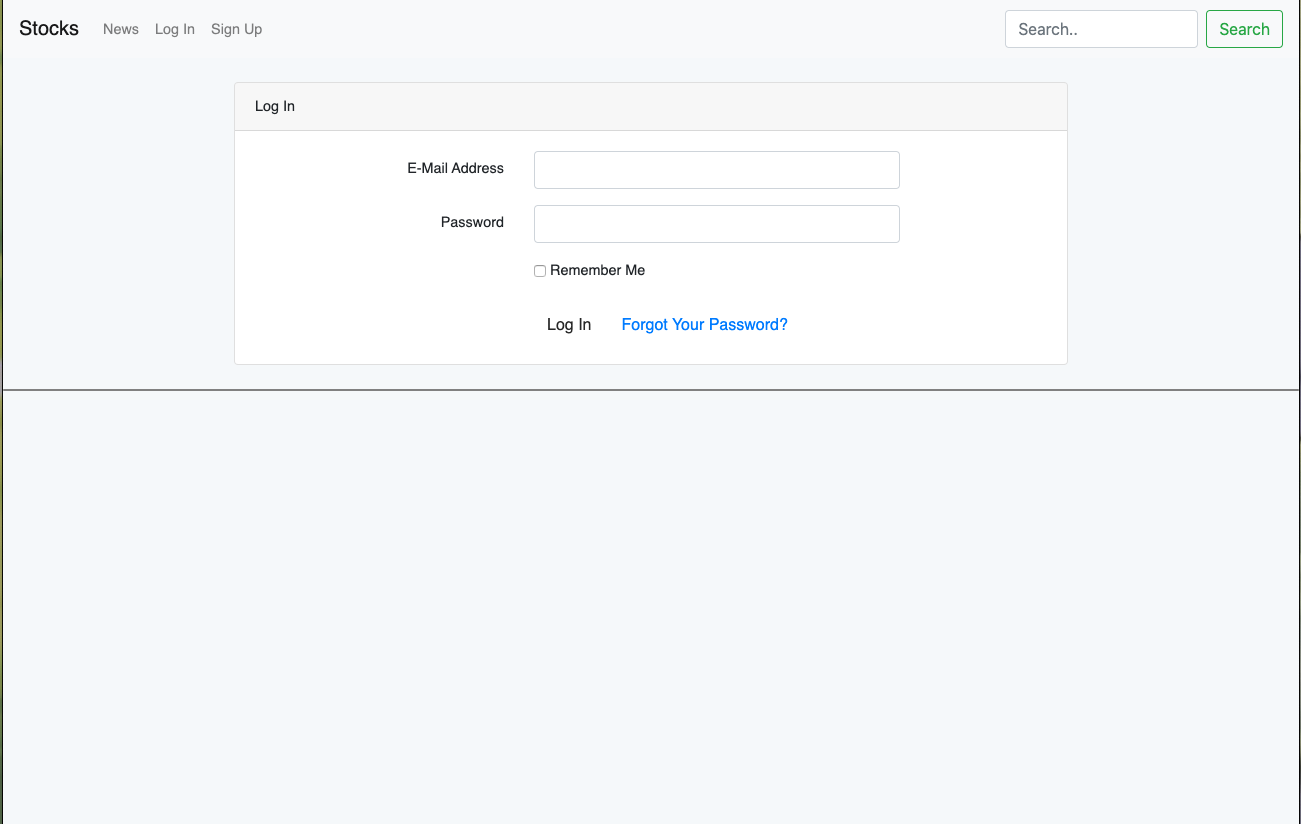 Stocks News Log In Sign Up Search.. Search
Log In
E-Mail Address
Password
Remember Me
Log In Forgot Your Password?